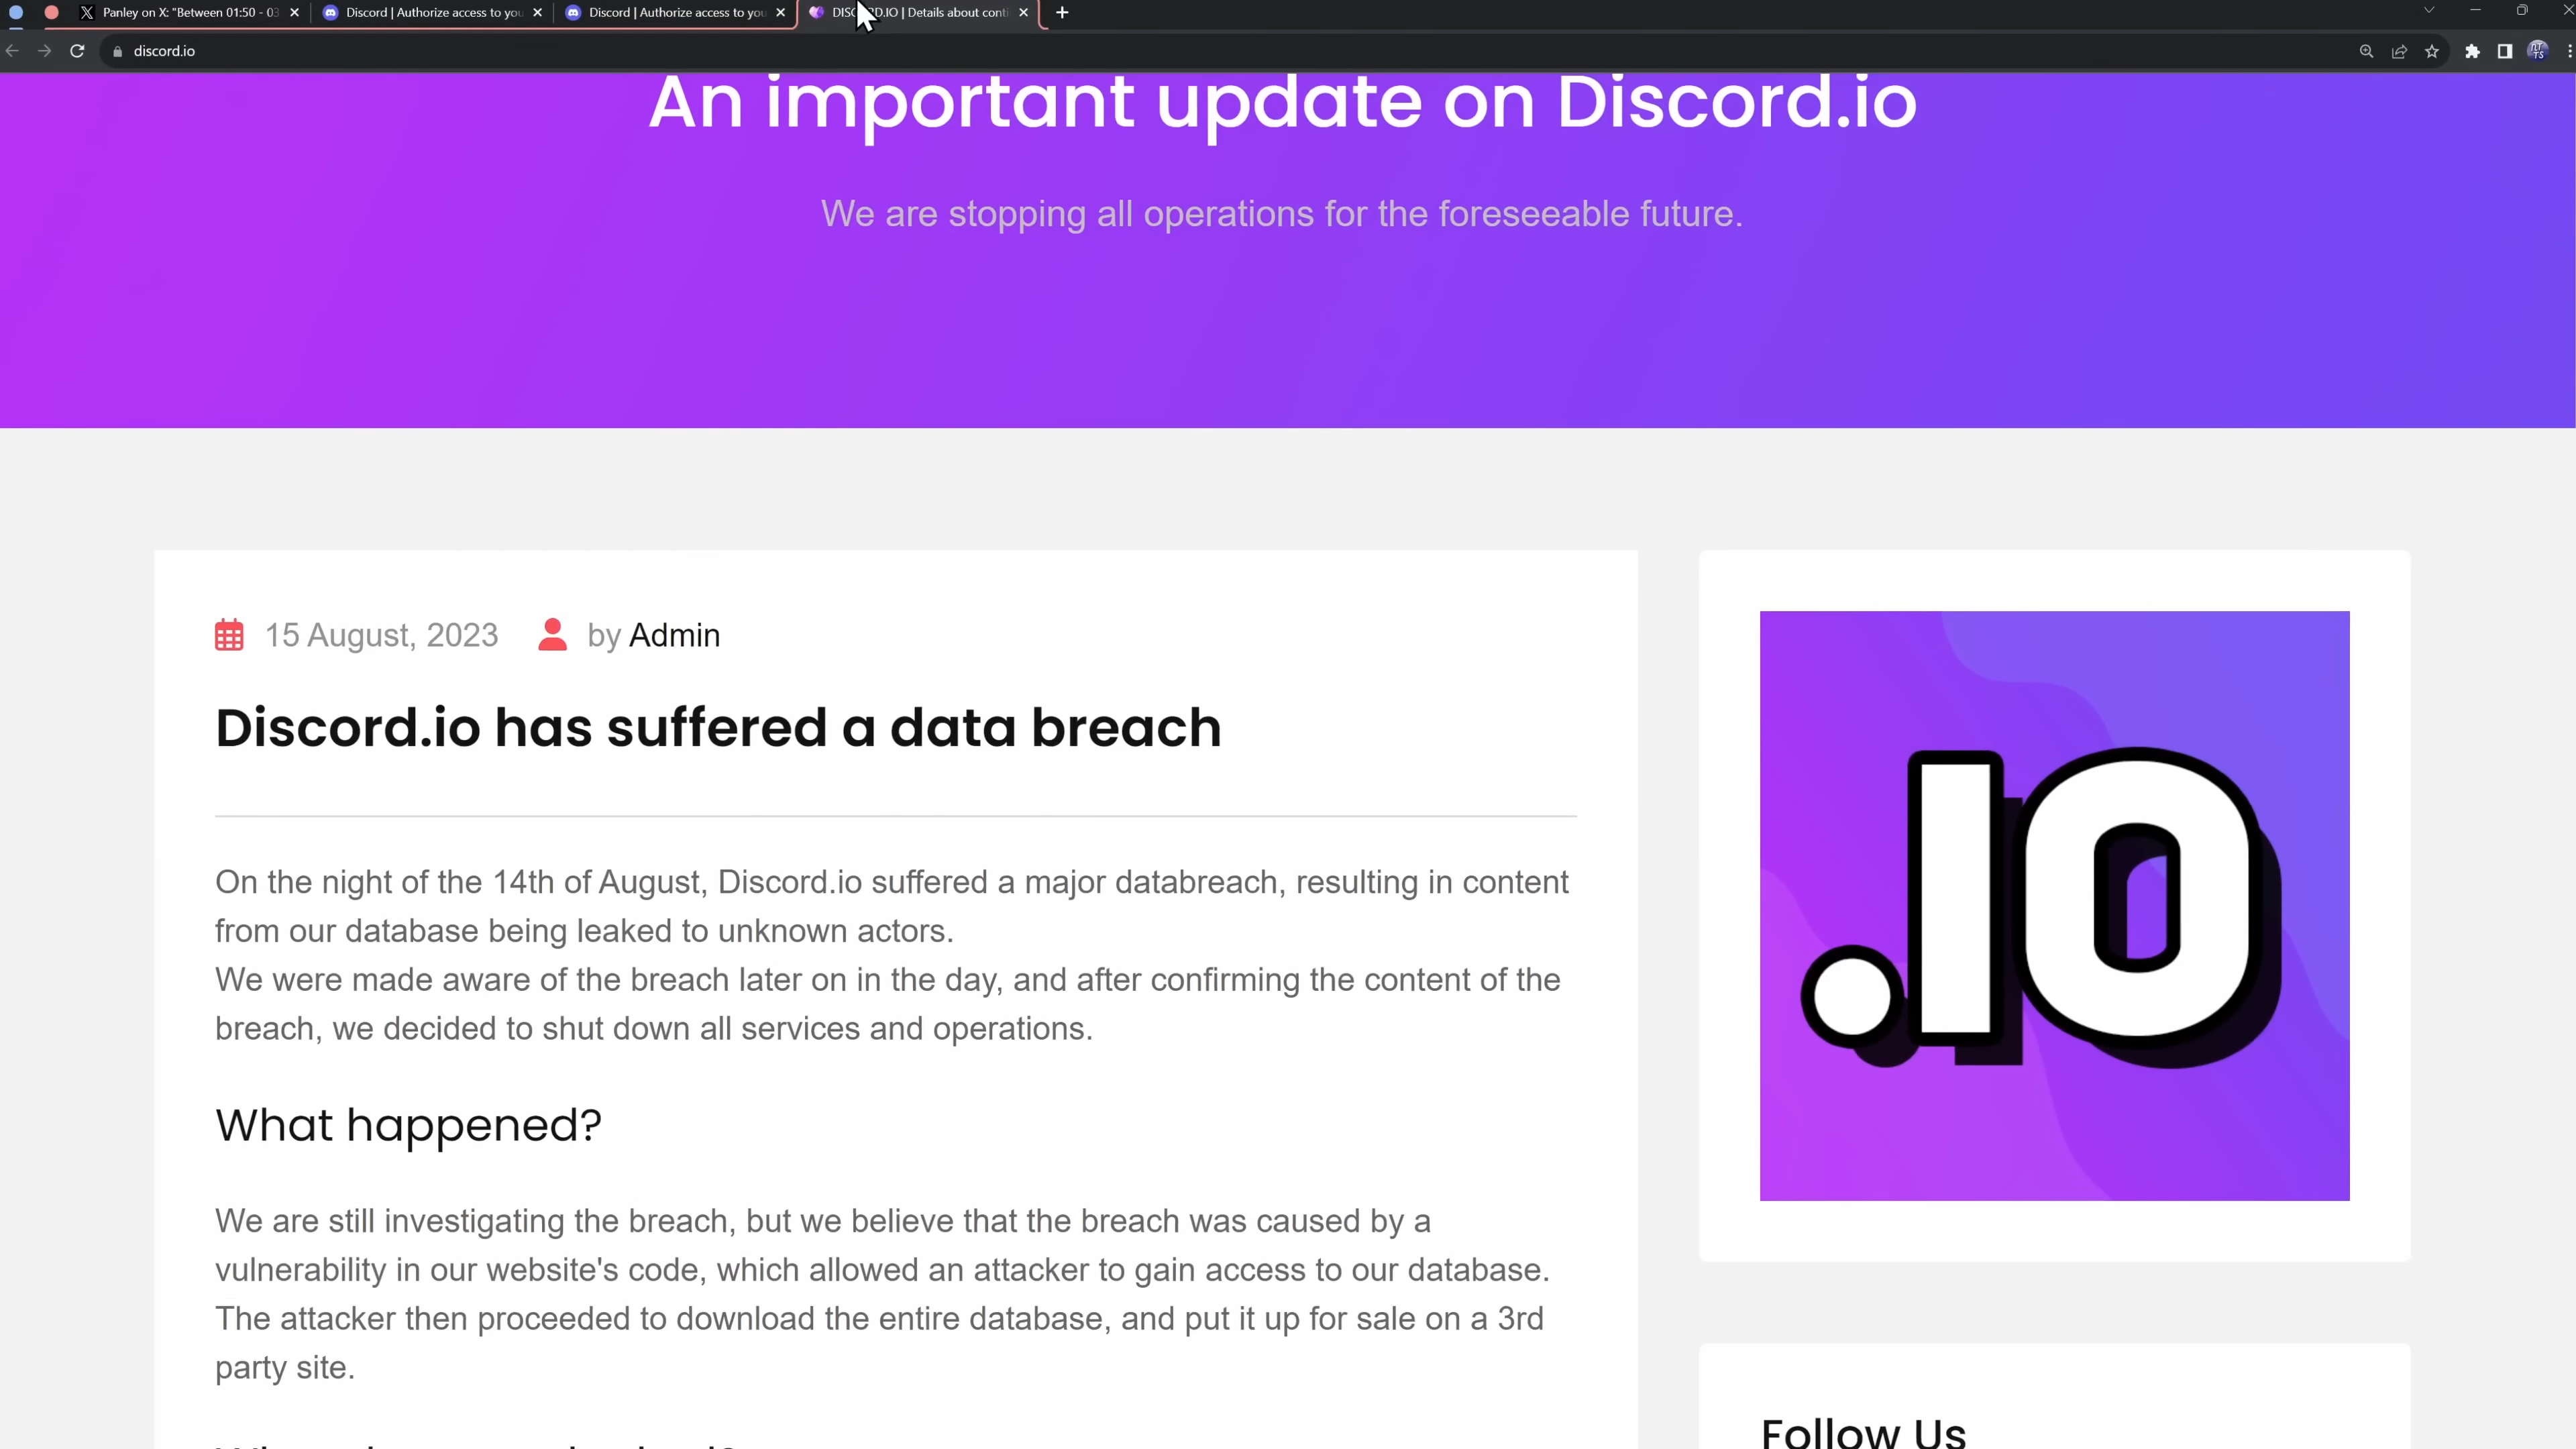 Panley on X: "Between 01:50 - 03
Discord | Authorize access to you
Discord | Authorize access to you
| Details about conti
discord.io
An important update on Discord.io
We are stopping all operations for the foreseeable future.
15 August, 2023 by Admin
Discord.io has suffered a data breach
On the night of the 14th of August, Discord.io suffered a major databreach, resulting in content
from our database being leaked to unknown actors.
We were made aware of the breach later on in the day, and after confirming the content of the
breach, we decided to shut down all services and operations.
What happened?
We are still investigating the breach, but we believe that the breach was caused by a
vulnerability in our website's code, which allowed an attacker to gain access to our database.
The attacker then proceeded to download the entire database, and put it up for sale on a 3rd
party site.
.IO
Follow Us